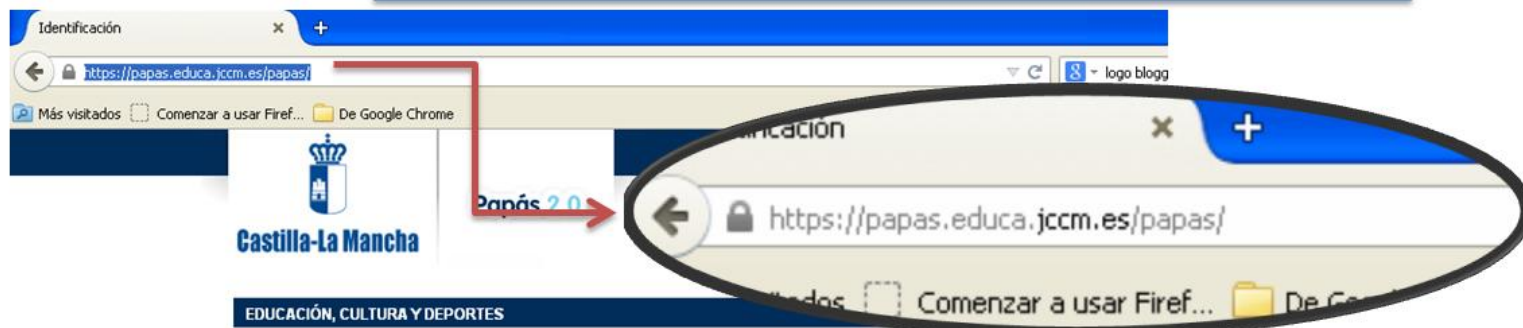 Identificación
https://papas.educa.jccm.es/papas/
logo blogg
Más visitados Comenzar a usar Firef... De Google Chrome
Castilla-La Mancha
Papás 2.0
EDUCACIÓN, CULTURA Y DEPORTES
ificación
https://papas.educa.jccm.es/papas/
Comenzar a usar Firef...